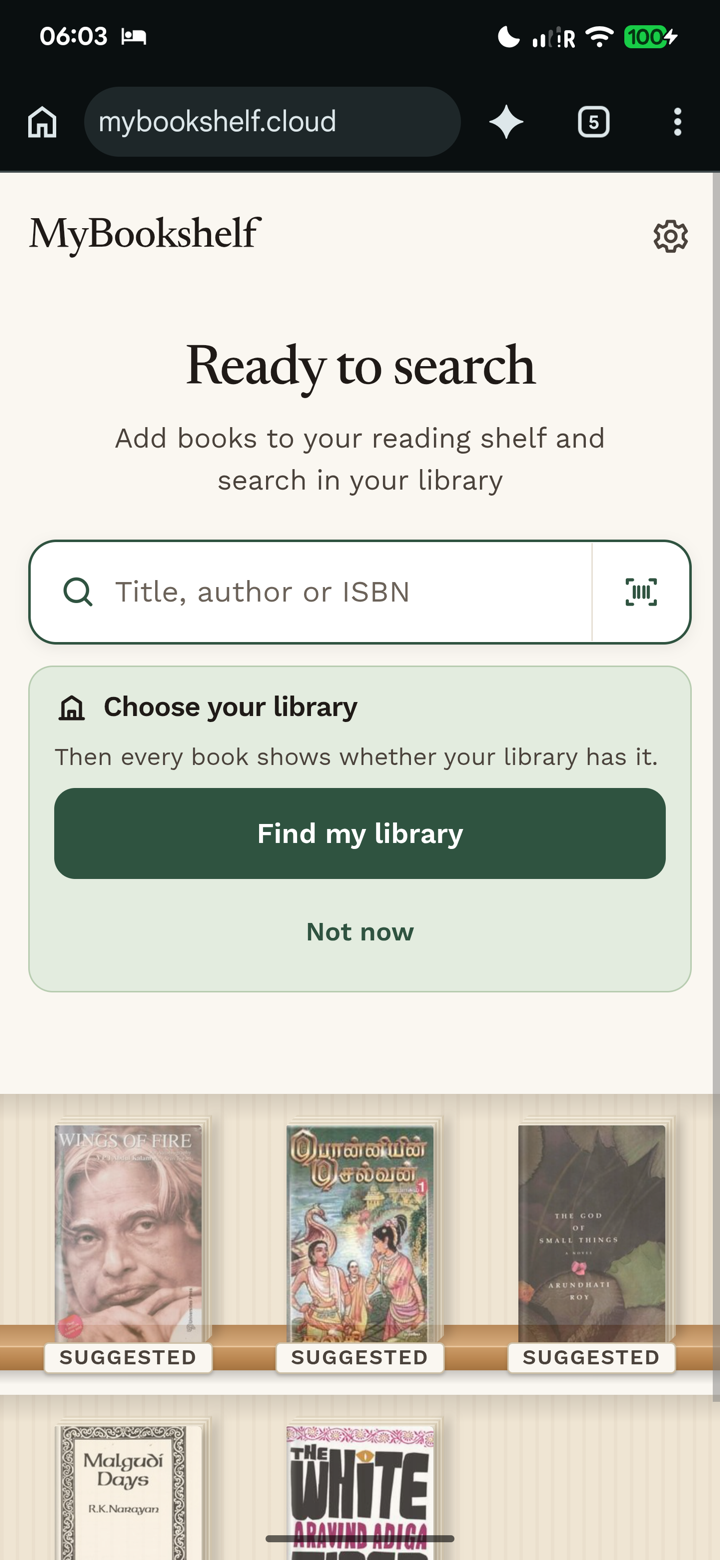 06:03
R
100
mybookshelf.cloud
5
MyBookshelf
Ready to search
Add books to your reading shelf and
search in your library
Title, author or ISBN
Choose your library
Then every book shows whether your library has it.
Find my library
Not now
WINGS OF FIRE
பொன்னியின்
செல்வன்
1
THE GOD
OF
SMALL THINGS
A NOVEL
ARUNDHATI
ROY
SUGGESTED
SUGGESTED
SUGGESTED
Malgudi
Days
R.K.Narayan
THE
WHiTE
ARAVIND ADIGA